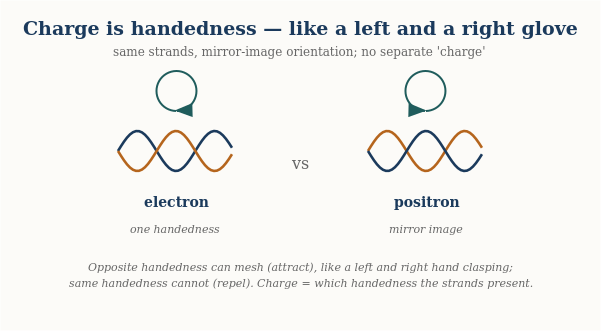 Charge is handedness — like a left and a right glove
same strands, mirror-image orientation; no separate 'charge'
vs
electron
positron
one handedness
mirror image
Opposite handedness can mesh (attract), like a left and right hand clasping;
same handedness cannot (repel). Charge = which handedness the strands present.